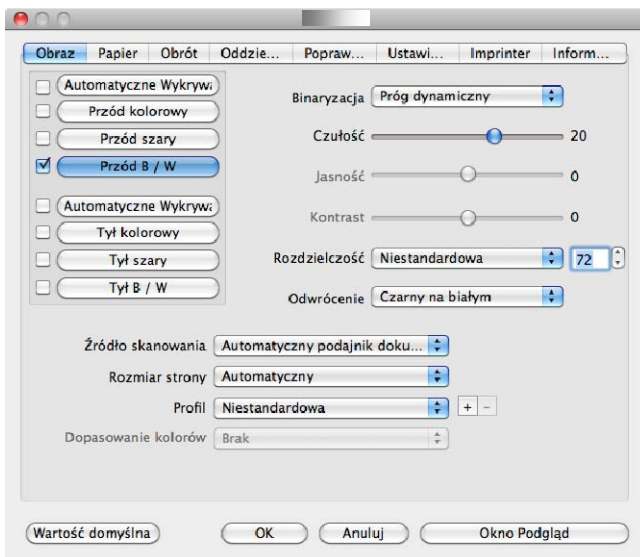 Obraz Papier Obrót Oddzie... Popraw... Ustawi... Imprinter Inform...
Automatyczne Wykrywa
Przód kolorowy
Przód szary
Przód B / W
Automatyczne Wykrywa
Tył kolorowy
Tył szary
Tył B / W
Binaryzacja Próg dynamiczny
Czułość 20
Jasność 0
Kontrast 0
Rozdzielczość Niestandardowa 72
Odwrócenie Czarny na białym
Źródło skanowania Automatyczny podajnik doku...
Rozmiar strony Automatyczny
Profil Niestandardowa + -
Dopasowanie kolorów Brak
Wartość domyślna OK Anuluj Okno Podgląd